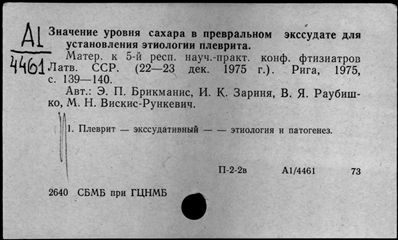 А1
4461
Значение уровня сахара в превральном экссудате для
установления этиологии плеврита.
Матер. к 5-й респ. науч.-практ. конф. фтизиатров
Латв. ССР. (22—23 дек. 1975 г.). Рига, 1975,
с. 139—140.
Авт.: Э. П. Брикманис, И. К. Зариня, В. Я. Раубиш-
ко, М. Н. Вискис-Рункевич.
1. Плеврит — экссудативный — — этиология и патогенез.
П-2-2в А1/4461 73
2640 СБМБ при ГЦНМБ